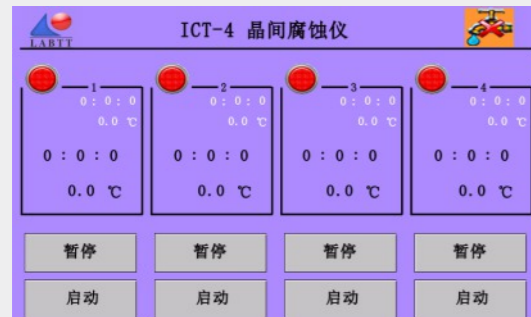 LABTT
ICT-4 晶间腐蚀仪
1 2 3 4
0: 0: 0 0: 0: 0 0: 0: 0 0: 0: 0
0.0 ℃ 0.0 ℃ 0.0 ℃ 0.0 ℃
0 : 0 : 0 0 : 0 : 0 0 : 0 : 0 0 : 0 : 0
0.0 ℃ 0.0 ℃ 0.0 ℃ 0.0 ℃
暂停 暂停 暂停 暂停
启动 启动 启动 启动